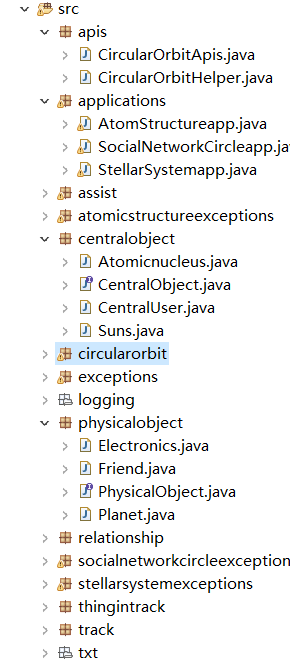 src
apis
CircularOrbitApis.java
CircularOrbitHelper.java
applications
AtomStructureapp.java
SocialNetworkCircleapp.jav
StellarSystemapp.java
assist
atomicstructureexceptions
centralobject
Atomicnucleus.java
CentralObject.java
CentralUser.java
Suns.java
circularorbit
exceptions
logging
physicalobject
Electronics.java
Friend.java
PhysicalObject.java
Planet.java
relationship
socialnetworkcircleexception
stellarsystemexceptions
thingintrack
track
txt